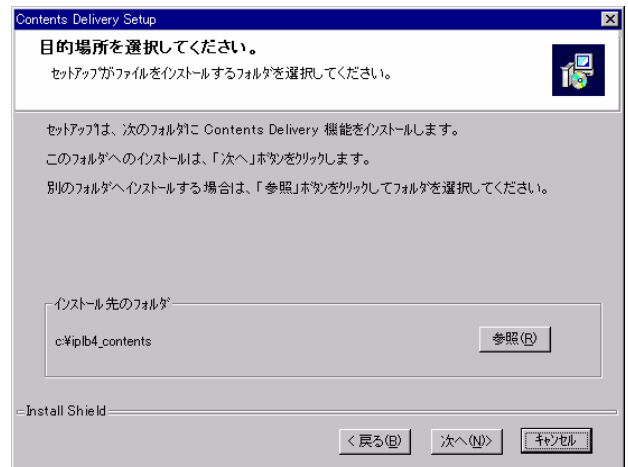 Contents Delivery Setup
目的場所を選択してください。
ｾｯﾄｱｯﾌﾟがﾌｧｲﾙをｲﾝｽﾄｰﾙするﾌｫﾙﾀﾞを選択してください。
ｾｯﾄｱｯﾌﾟは、次のﾌｫﾙﾀﾞに Contents Delivery 機能をｲﾝｽﾄｰﾙします。
このﾌｫﾙﾀﾞへのｲﾝｽﾄｰﾙは、「次へ」ﾎﾞﾀﾝをｸﾘｯｸします。
別のﾌｫﾙﾀﾞへｲﾝｽﾄｰﾙする場合は、「参照」ﾎﾞﾀﾝをｸﾘｯｸしてﾌｫﾙﾀﾞを選択してください。
ｲﾝｽﾄｰﾙ先のﾌｫﾙﾀﾞ
c:¥iplb4_contents
参照(R)
Install Shield
< 戻る(B)
次へ(N)>
ｷｬﾝｾﾙ